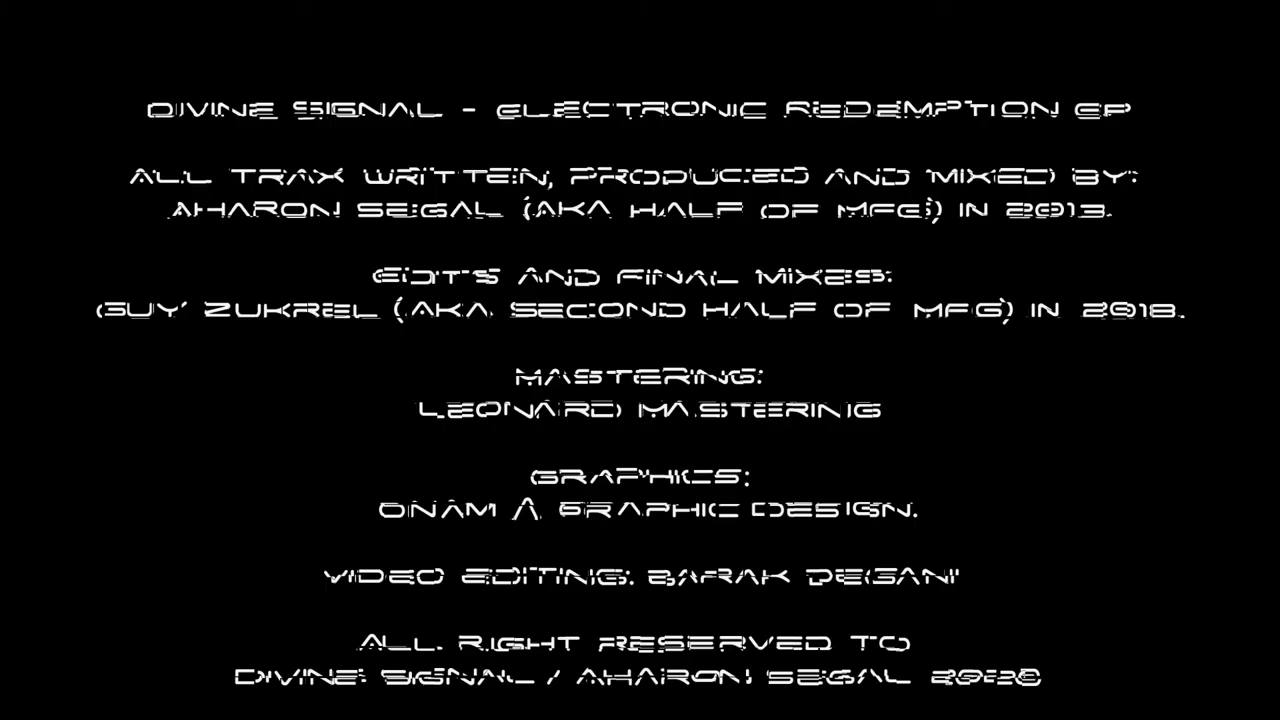 DIVINE SIGNAL - ELECTRONIC REDEMPTION EP
ALL TRAX WRITTEN, PRODUCED AND MIXED BY:
AHARON SEGAL (AKA HALF OF MFG) IN 2013.
EDITS AND FINAL MIXES:
GUY ZUKREL (AKA SECOND HALF OF MFG) IN 2018.
MASTERING:
LEONARD MASTERING
GRAPHICS:
GRAPHIC DESIGN.
VIDEO EDITING: BARAK DEGANI
ALL RIGHT RESERVED TO
DIVINE SIGNAL / AHARON SEGAL 2020